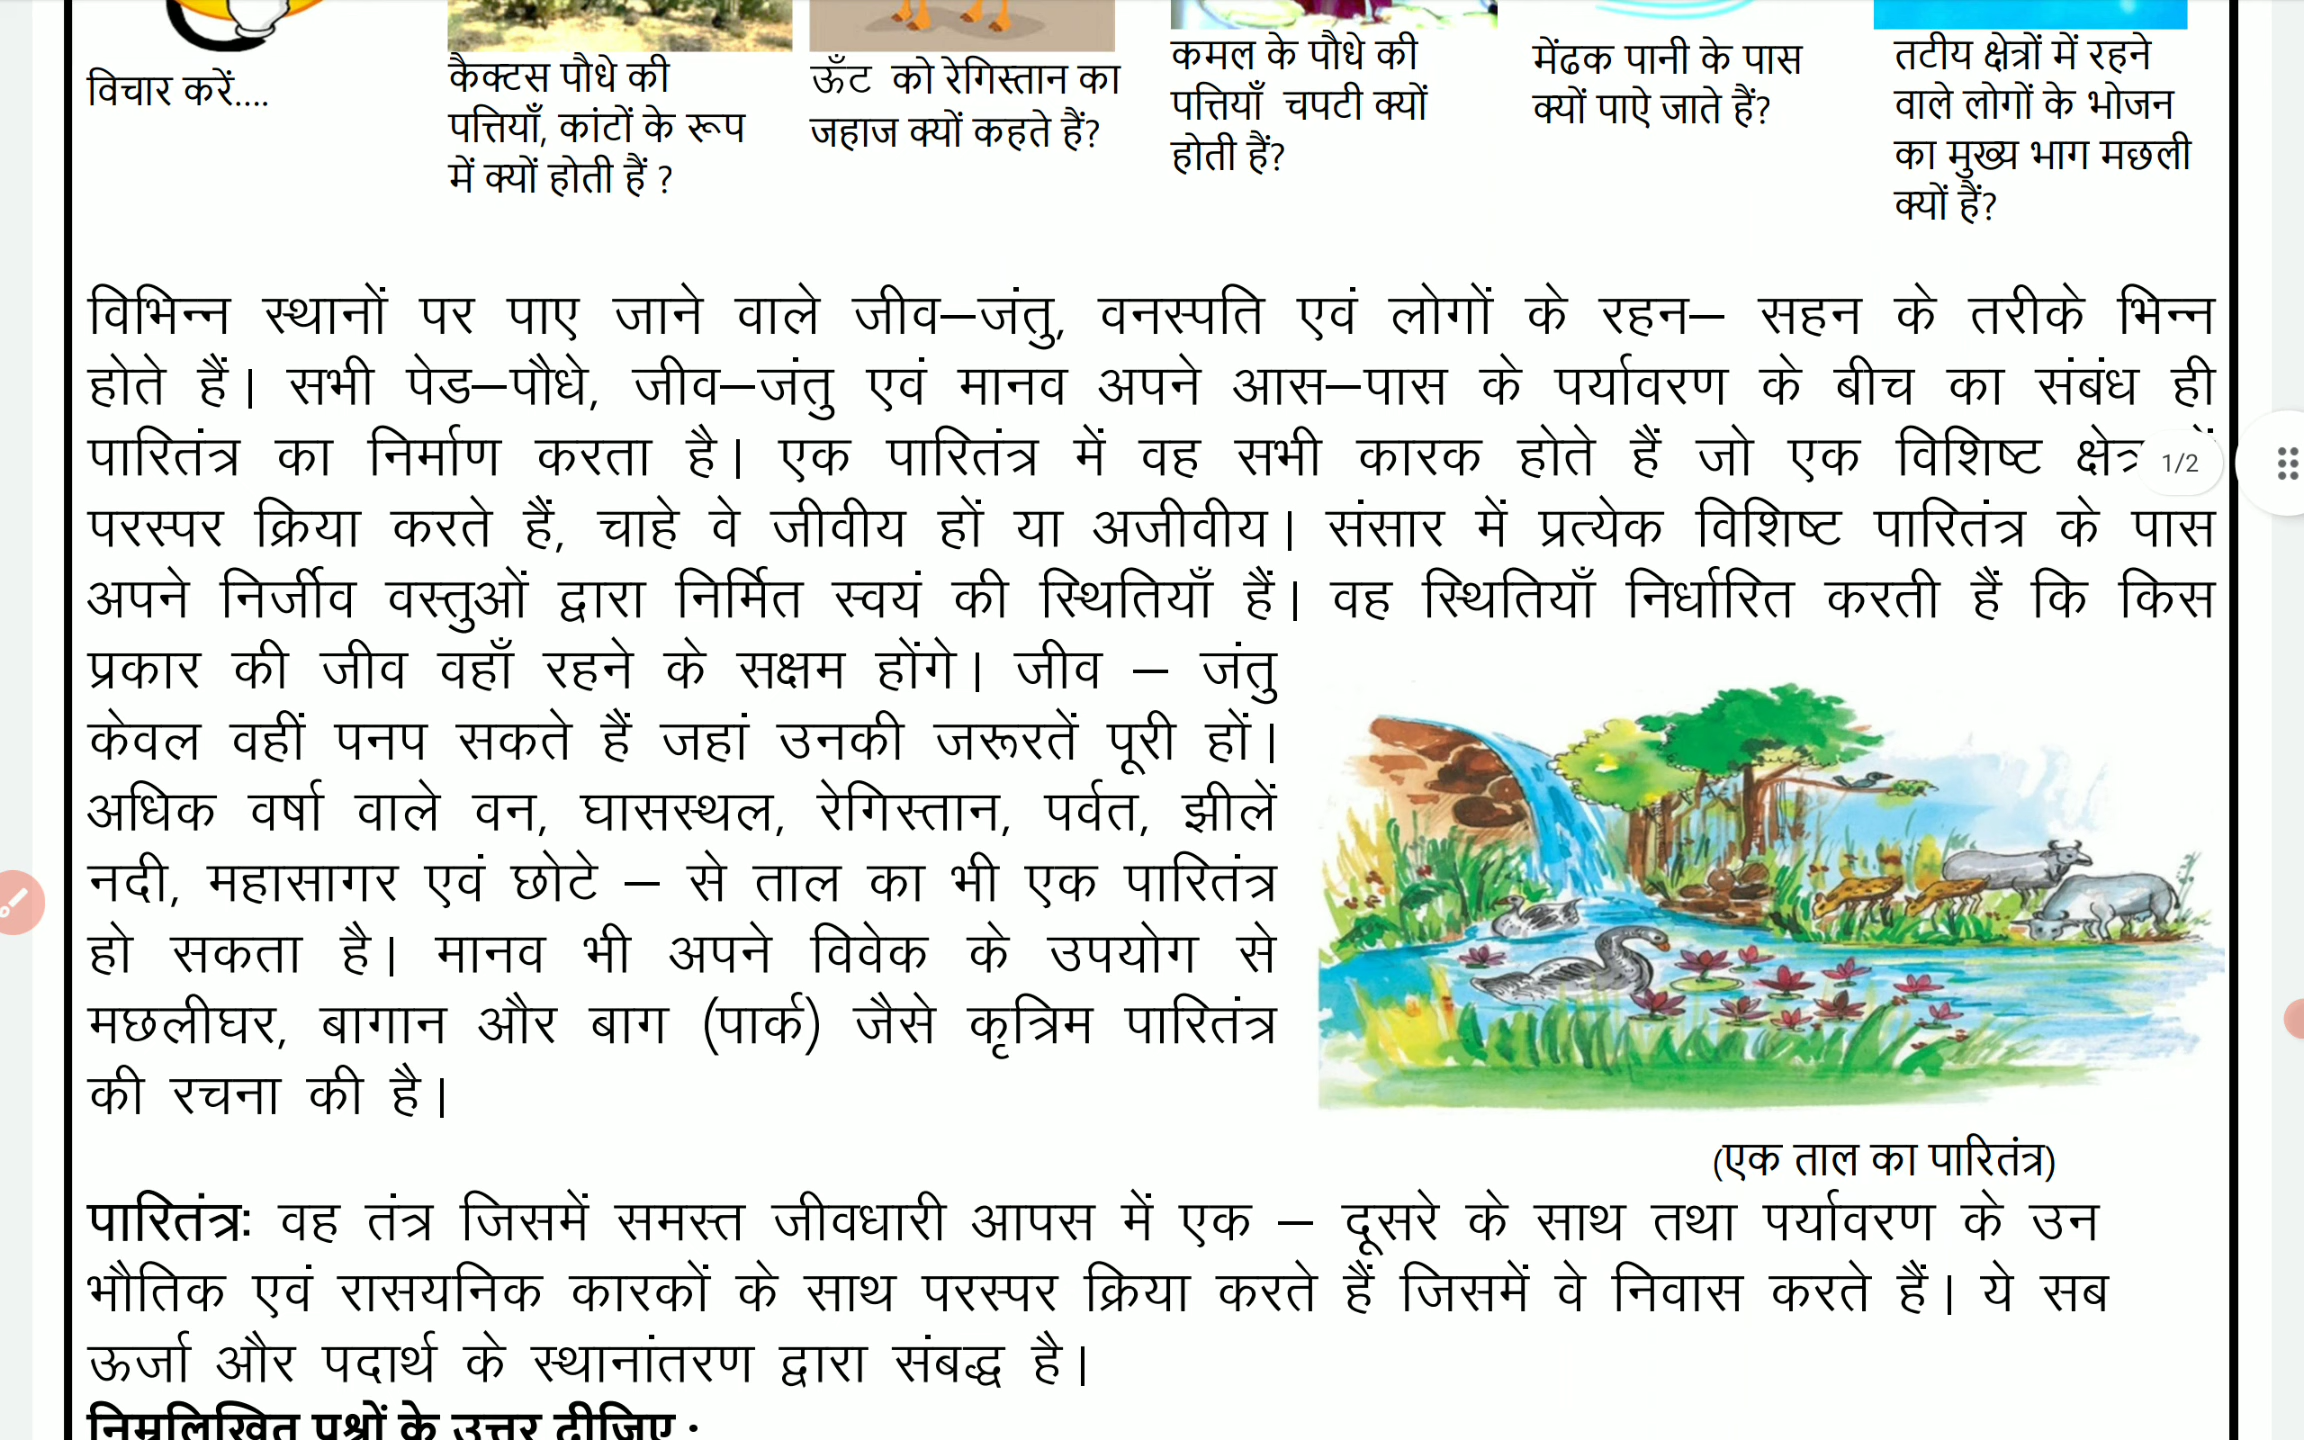 विचार करें....
कैक्टस पौधे की
पत्तियाँ, कांटों के रूप
में क्यों होती हैं ?
ऊँट को रेगिस्तान का
जहाज क्यों कहते हैं?
कमल के पौधे की
पत्तियाँ चपटी क्यों
होती हैं?
मेंढक पानी के पास
क्यों पाऐ जाते हैं?
तटीय क्षेत्रों में रहने
वाले लोगों के भोजन
का मुख्य भाग मछली
क्यों हैं?
विभिन्न स्थानों पर पाए जाने वाले जीव–जंतु, वनस्पति एवं लोगों के रहन– सहन के तरीके भिन्न
होते हैं। सभी पेड–पौधे, जीव–जंतु एवं मानव अपने आस–पास के पर्यावरण के बीच का संबंध ही
पारितंत्र का निर्माण करता है। एक पारितंत्र में वह सभी कारक होते हैं जो एक विशिष्ट क्षेत्र
1/2
परस्पर क्रिया करते हैं, चाहे वे जीवीय हों या अजीवीय। संसार में प्रत्येक विशिष्ट पारितंत्र के पास
अपने निर्जीव वस्तुओं द्वारा निर्मित स्वयं की स्थितियाँ हैं। वह स्थितियाँ निर्धारित करती हैं कि किस
प्रकार की जीव वहाँ रहने के सक्षम होंगे। जीव – जंतु
केवल वहीं पनप सकते हैं जहां उनकी जरूरतें पूरी हों।
अधिक वर्षा वाले वन, घासस्थल, रेगिस्तान, पर्वत, झीलें
नदी, महासागर एवं छोटे – से ताल का भी एक पारितंत्र
हो सकता है। मानव भी अपने विवेक के उपयोग से
मछलीघर, बागान और बाग (पार्क) जैसे कृत्रिम पारितंत्र
की रचना की है।
(एक ताल का पारितंत्र)
पारितंत्रः वह तंत्र जिसमें समस्त जीवधारी आपस में एक – दूसरे के साथ तथा पर्यावरण के उन
भौतिक एवं रासयनिक कारकों के साथ परस्पर क्रिया करते हैं जिसमें वे निवास करते हैं। ये सब
ऊर्जा और पदार्थ के स्थानांतरण द्वारा संबद्ध है।
निम्नलिखित प्रश्नों के उत्तर दीजिए :